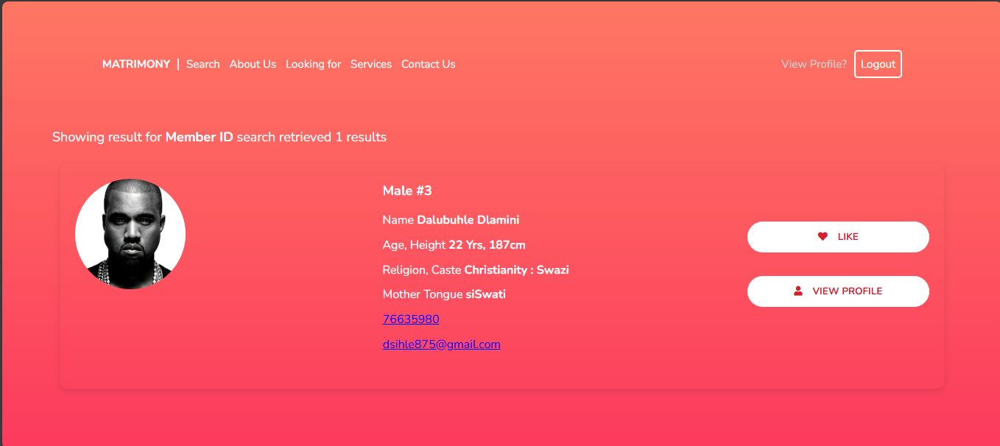 MATRIMONY | Search About Us Looking for Services Contact Us View Profile? Logout
Showing result for Member ID search retrieved 1 results
Male #3
Name Dalubuhle Dlamini
Age, Height 22 Yrs, 187cm
Religion, Caste Christianity : Swazi
Mother Tongue siSwati
76635980
dsihle875@gmail.com
LIKE
VIEW PROFILE